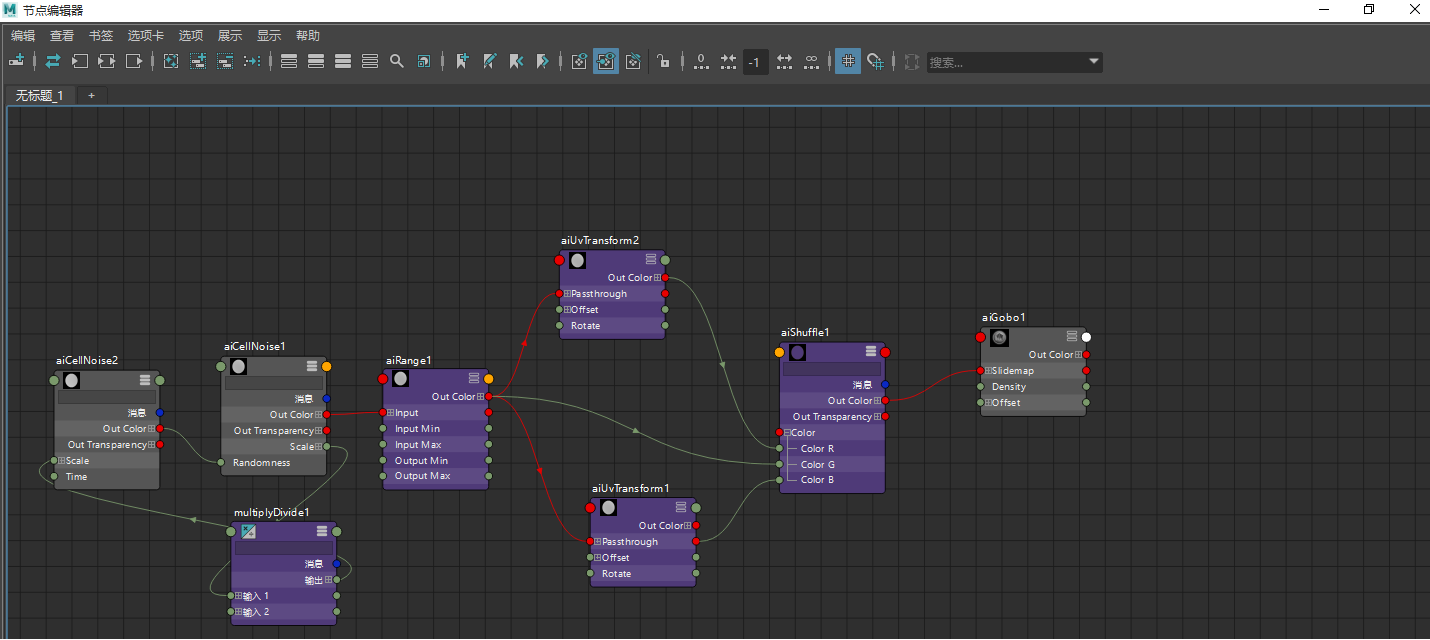 M 节点编辑器
编辑 查看 书签 选项卡 选项 展示 显示 帮助
0 -1 ∞ 搜索...
无标题_1 +
aiUvTransform2
Out Color
Passthrough
Offset
Rotate
aiCellNoise2
消息
Out Color
Out Transparency
Scale
Time
aiCellNoise1
消息
Out Color
Out Transparency
Scale
Randomness
multiplyDivide1
消息
输出
输入 1
输入 2
aiRange1
Out Color
Input
Input Min
Input Max
Output Min
Output Max
aiUvTransform1
Out Color
Passthrough
Offset
Rotate
aiShuffle1
消息
Out Color
Out Transparency
Color
Color R
Color G
Color B
aiGobo1
Out Color
Slidemap
Density
Offset